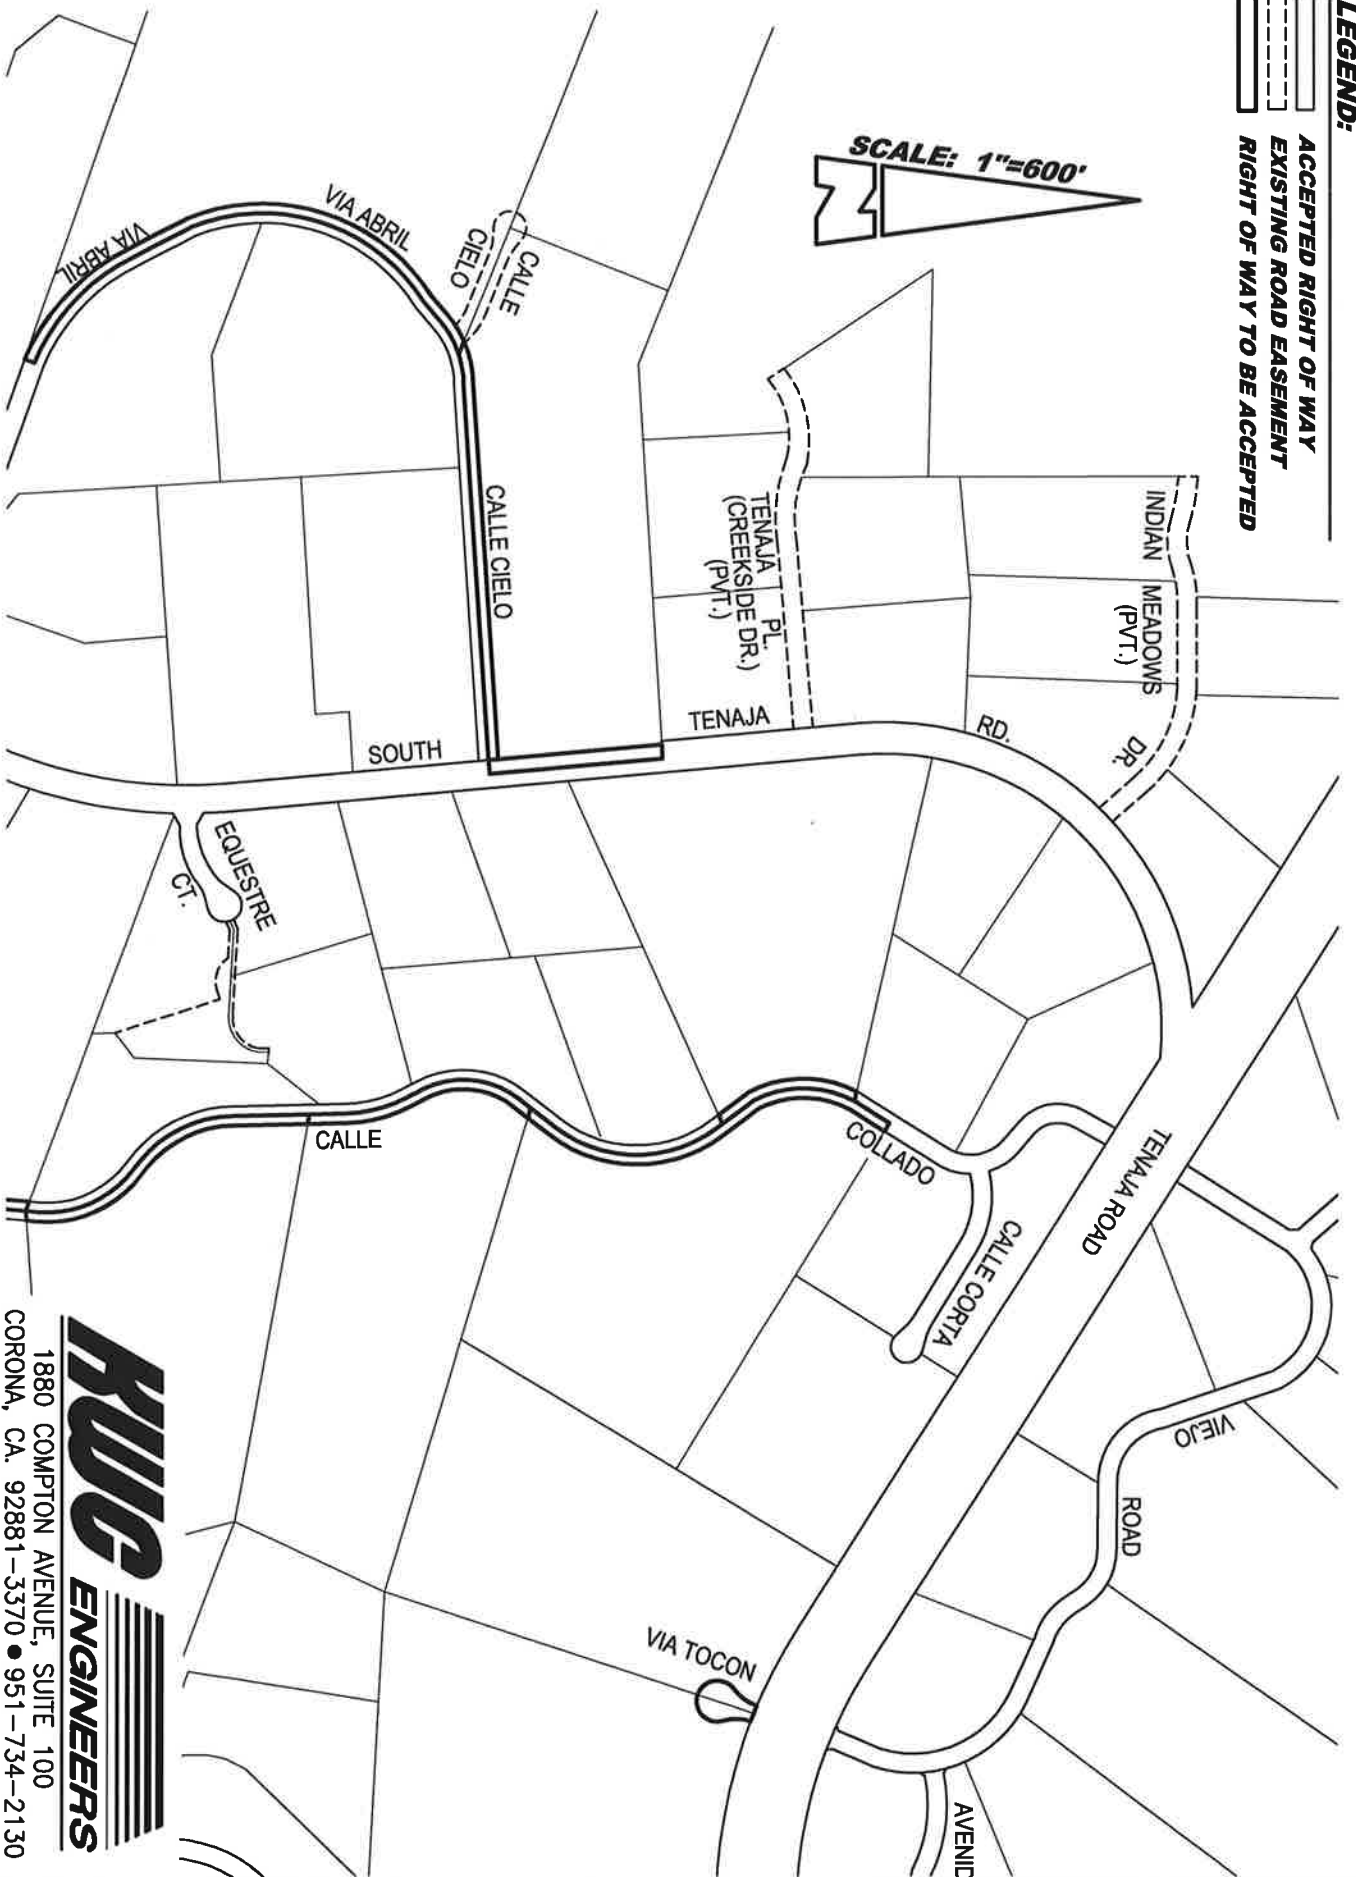 LEGEND:
ACCEPTED RIGHT OF WAY
EXISTING ROAD EASEMENT
RIGHT OF WAY TO BE ACCEPTED
SCALE: 1"=600'
N
VIA ABRIL
VIA ABRIL
CALLE
CIELO
CALLE CIELO
TENAJA PL.
(CREEKSIDE DR.)
(PVT.)
INDIAN MEADOWS DR.
(PVT.)
SOUTH TENAJA RD.
EQUESTRE
CT.
CALLE COLLADO
CALLE CORTA
TENAJA ROAD
VIEJO ROAD
VIA TOCON
AVENID
KWC ENGINEERS
1880 COMPTON AVENUE, SUITE 100
CORONA, CA. 92881-3370 • 951-734-2130